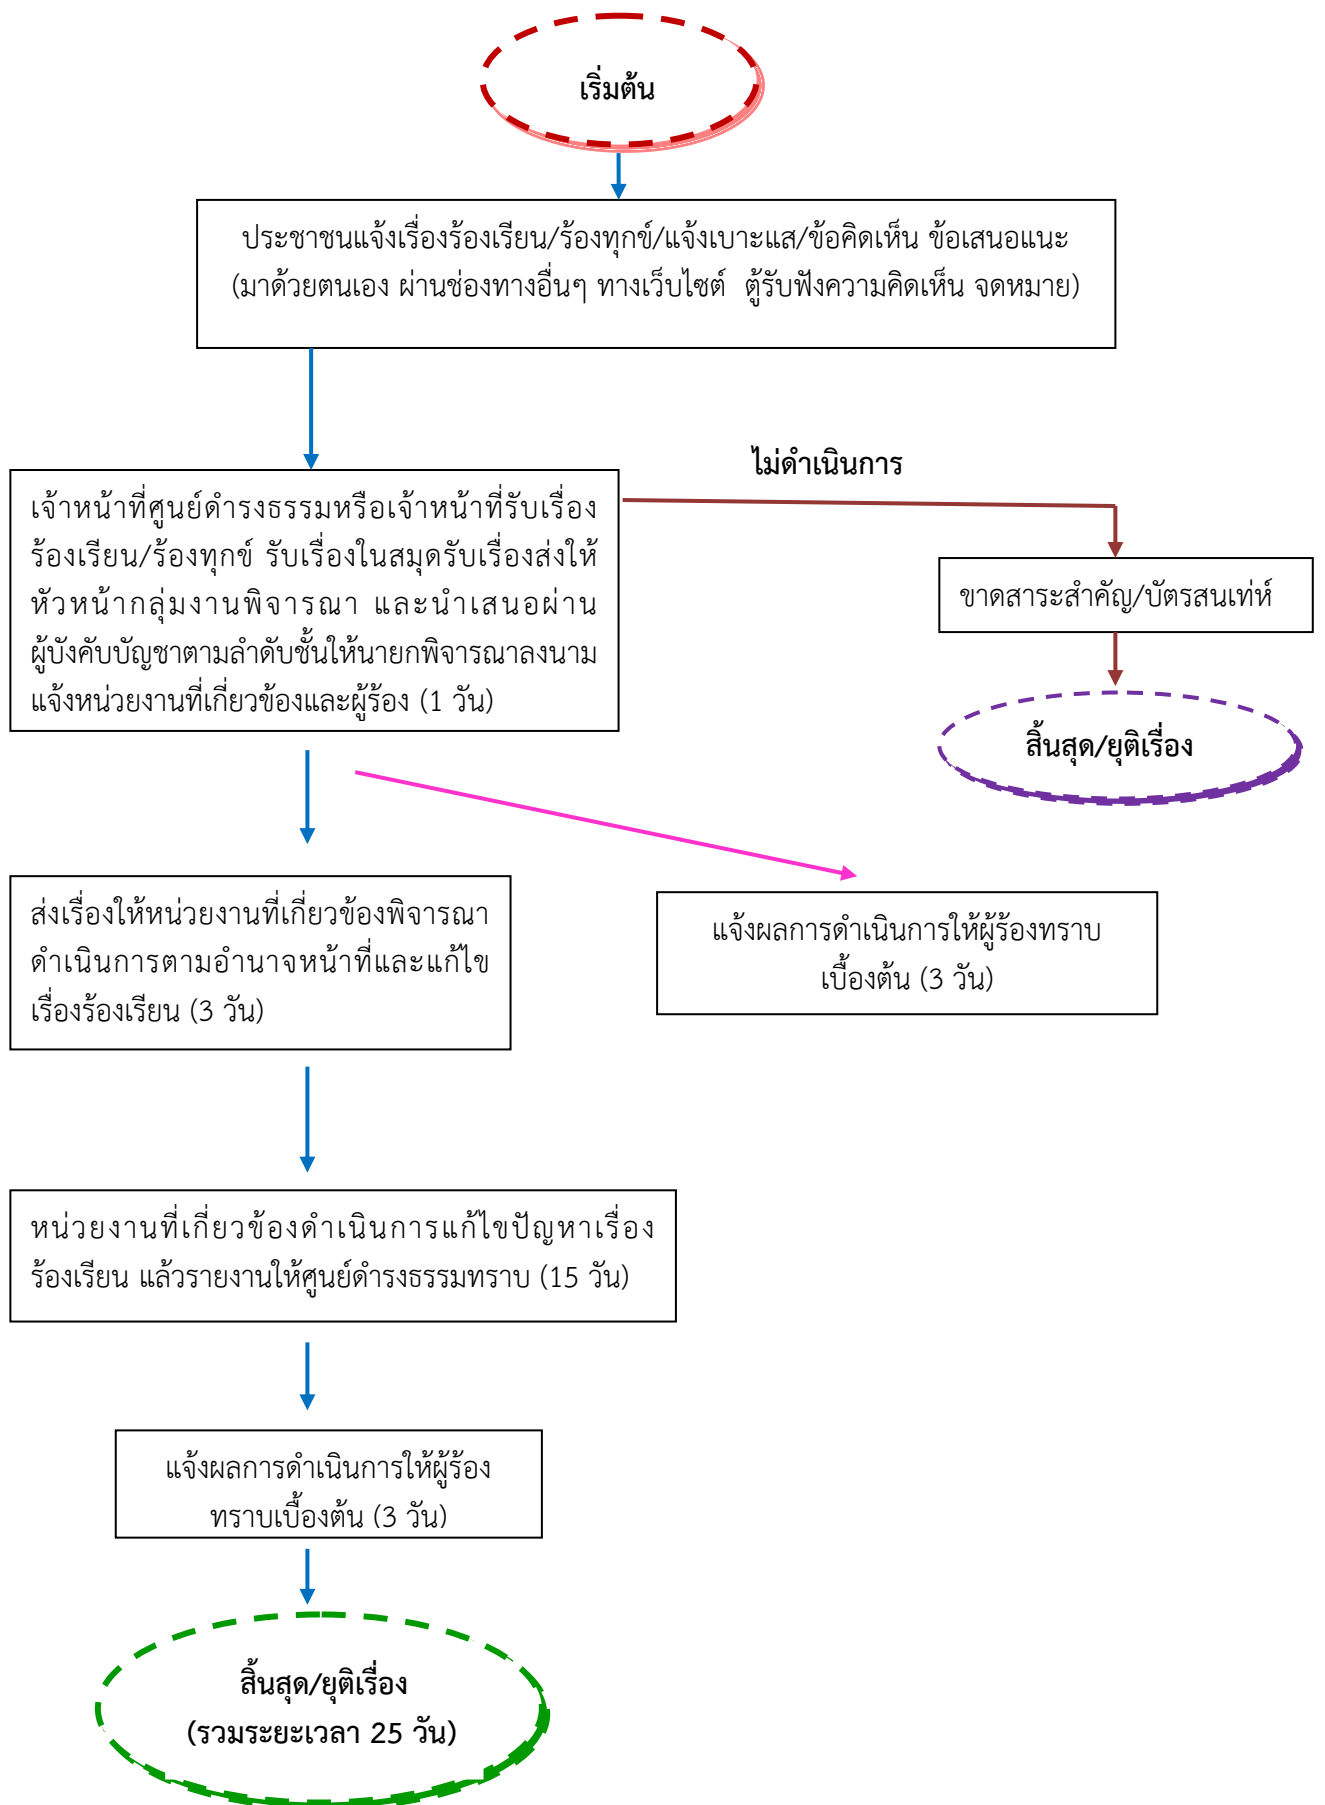 เริ่มต้น
ประชาชนแจ้งเรื่องร้องเรียน/ร้องทุกข์/แจ้งเบาะแส/ข้อคิดเห็น ข้อเสนอแนะ
(มาด้วยตนเอง ผ่านช่องทางอื่นๆ ทางเว็บไซต์ ตู้รับฟังความคิดเห็น จดหมาย)
ไม่ดำเนินการ
เจ้าหน้าที่ศูนย์ดำรงธรรมหรือเจ้าหน้าที่รับเรื่อง
ร้องเรียน/ร้องทุกข์ รับเรื่องในสมุดรับเรื่องส่งให้
หัวหน้ากลุ่มงานพิจารณา และนำเสนอผ่าน
ผู้บังคับบัญชาตามลำดับชั้นให้นายกพิจารณาลงนาม
แจ้งหน่วยงานที่เกี่ยวข้องและผู้ร้อง (1 วัน)
ขาดสาระสำคัญ/บัตรสนเท่ห์
สิ้นสุด/ยุติเรื่อง
ส่งเรื่องให้หน่วยงานที่เกี่ยวข้องพิจารณา
ดำเนินการตามอำนาจหน้าที่และแก้ไข
เรื่องร้องเรียน (3 วัน)
แจ้งผลการดำเนินการให้ผู้ร้องทราบ
เบื้องต้น (3 วัน)
หน่วยงานที่เกี่ยวข้องดำเนินการแก้ไขปัญหาเรื่อง
ร้องเรียน แล้วรายงานให้ศูนย์ดำรงธรรมทราบ (15 วัน)
แจ้งผลการดำเนินการให้ผู้ร้อง
ทราบเบื้องต้น (3 วัน)
สิ้นสุด/ยุติเรื่อง
(รวมระยะเวลา 25 วัน)